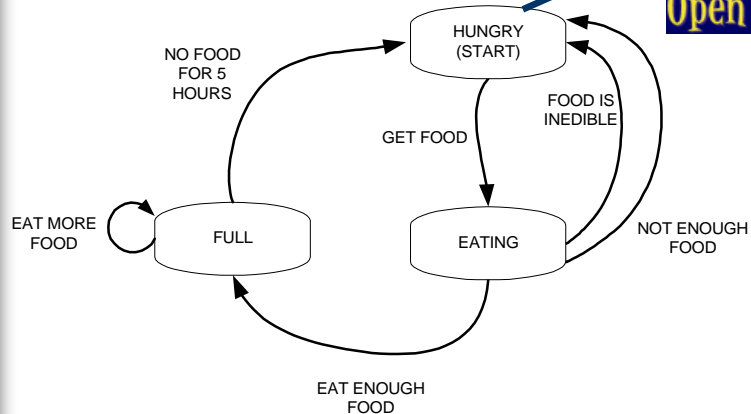 Open
HUNGRY
(START)
NO FOOD
FOR 5
HOURS
FOOD IS
INEDIBLE
GET FOOD
EAT MORE
FOOD
FULL
EATING
NOT ENOUGH
FOOD
EAT ENOUGH
FOOD